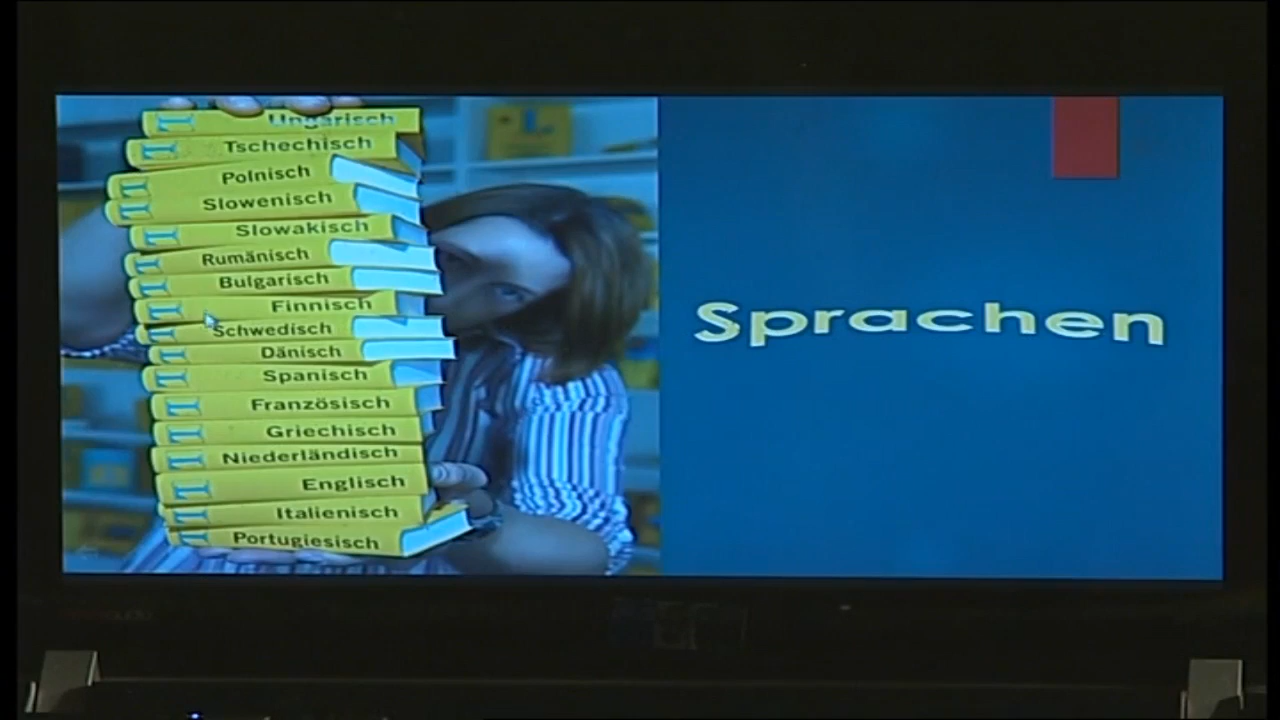 Ungarisch
Tschechisch
Polnisch
Slowenisch
Slowakisch
Rumänisch
Bulgarisch
Finnisch
Schwedisch
Dänisch
Spanisch
Französisch
Griechisch
Niederländisch
Englisch
Italienisch
Portugiesisch
Sprachen